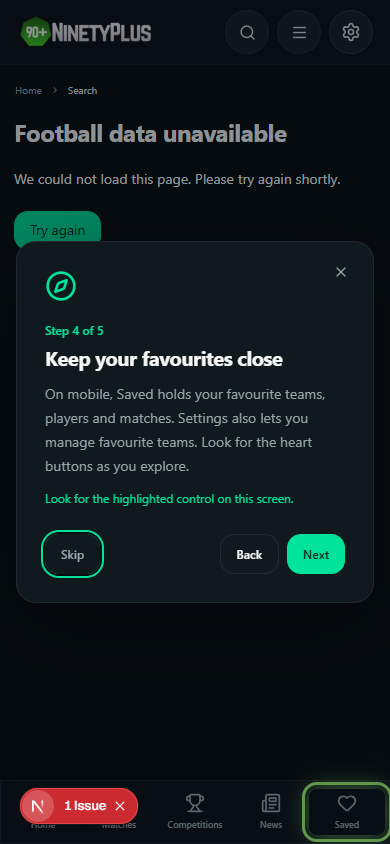 90+ NINETYPLUS
Home > Search
Football data unavailable
We could not load this page. Please try again shortly.
Try again
Step 4 of 5
Keep your favourites close
On mobile, Saved holds your favourite teams,
players and matches. Settings also lets you
manage favourite teams. Look for the heart
buttons as you explore.
Look for the highlighted control on this screen.
Skip
Back
Next
N 1 Issue
Home
Matches
Competitions
News
Saved